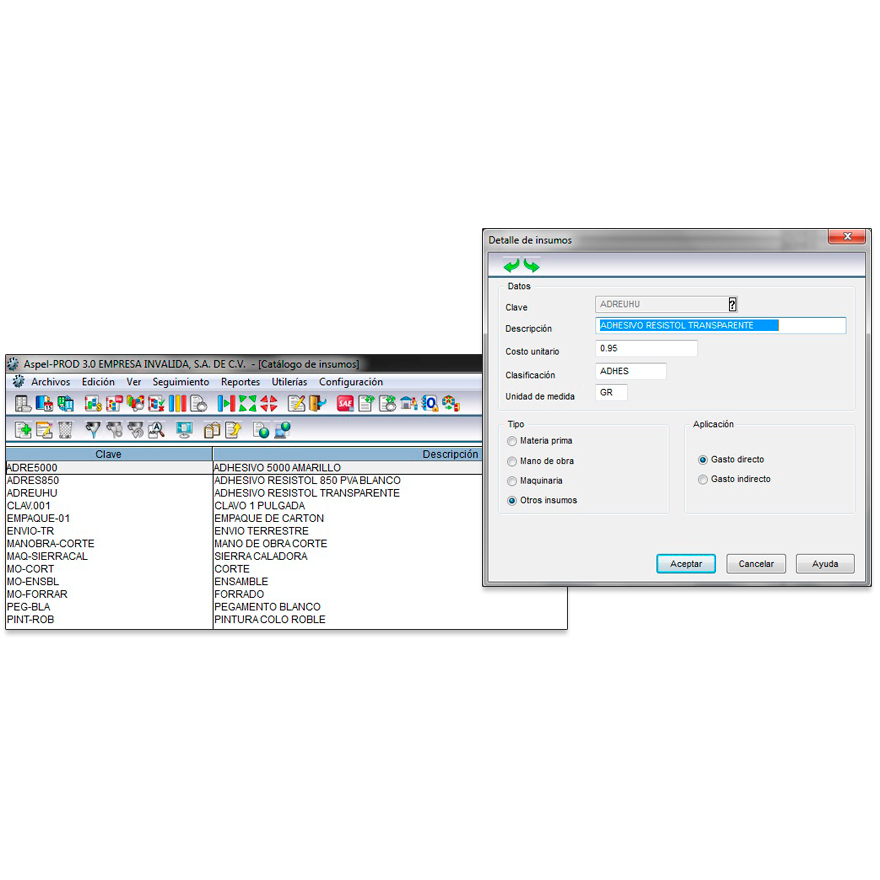 Detalle de insumos
Datos
Clave ADREUHU ?
Descripción ADHESIVO RESISTOL TRANSPARENTE
Costo unitario 0.95
Clasificación ADHES
Unidad de medida GR
Tipo
Materia prima
Mano de obra
Maquinaria
Otros insumos
Aplicación
Gasto directo
Gasto indirecto
Aceptar Cancelar Ayuda
Aspel-PROD 3.0 EMPRESA INVALIDA, S.A. DE C.V. - [Catálogo de insumos]
Archivos Edición Ver Seguimiento Reportes Utilerías Configuración
SAE
Clave Descripción
ADRE5000 ADHESIVO 5000 AMARILLO
ADRES850 ADHESIVO RESISTOL 850 PVA BLANCO
ADREUHU ADHESIVO RESISTOL TRANSPARENTE
CLAV.001 CLAVO 1 PULGADA
EMPAQUE-01 EMPAQUE DE CARTON
ENVIO-TR ENVIO TERRESTRE
MANOBRA-CORTE MANO DE OBRA CORTE
MAQ-SIERRACAL SIERRA CALADORA
MO-CORT CORTE
MO-ENSBL ENSAMBLE
MO-FORRAR FORRADO
PEG-BLA PEGAMENTO BLANCO
PINT-ROB PINTURA COLO ROBLE